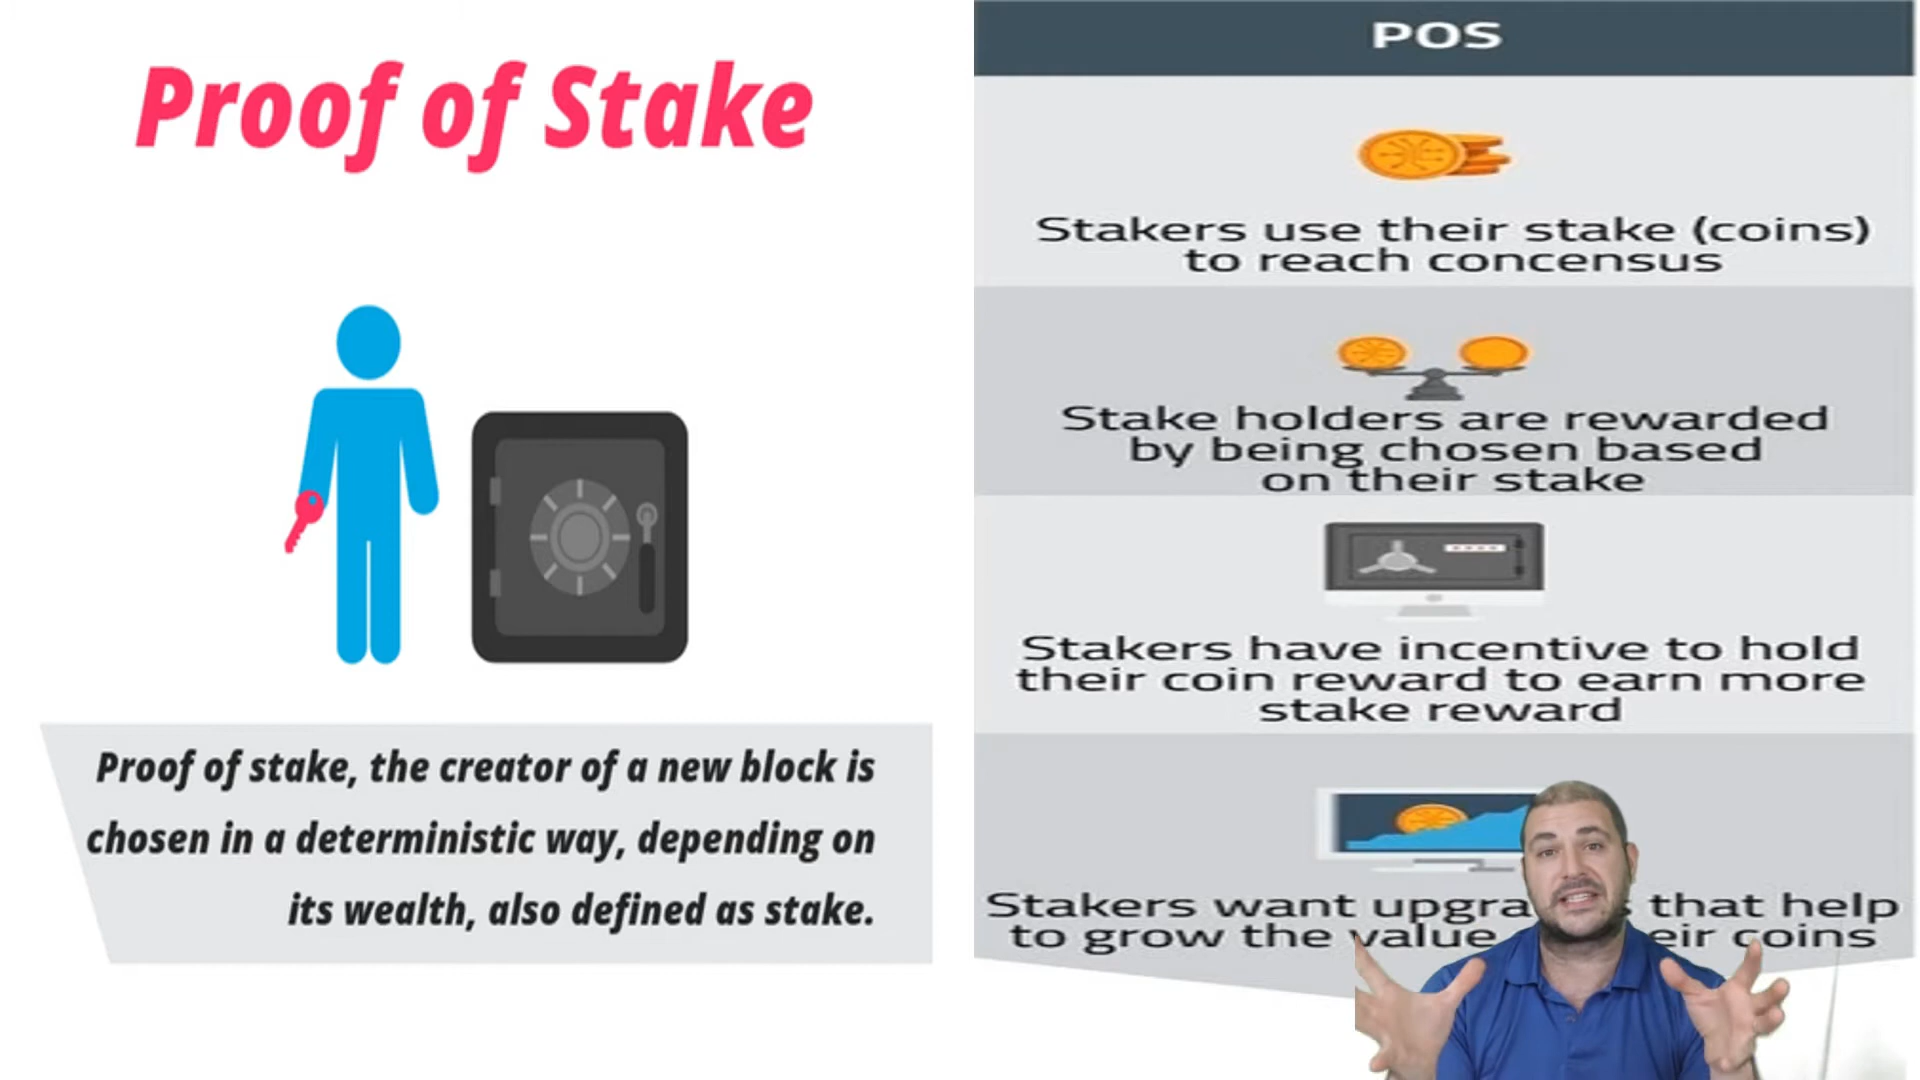 Proof of Stake
Proof of stake, the creator of a new block is
chosen in a deterministic way, depending on
its wealth, also defined as stake.
POS
Stakers use their stake (coins)
to reach concensus
Stake holders are rewarded
by being chosen based
on their stake
Stakers have incentive to hold
their coin reward to earn more
stake reward
Stakers want that help
to grow the value coins